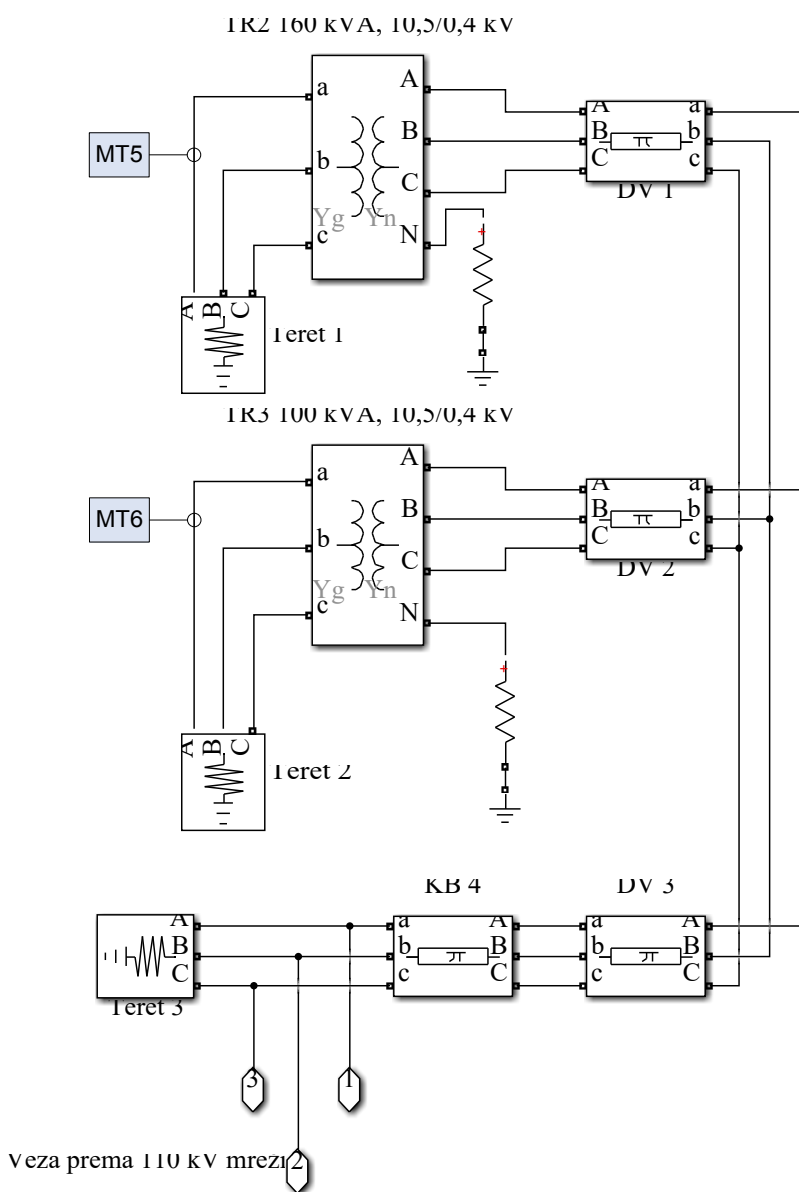 TR2 160 kVA, 10,5/0,4 kV
a
A
A
a
MT5
B
B
b
b
C
C
c
DV 1
Yg Yn
c
N
A
B
C
Teret 1
TR3 100 kVA, 10,5/0,4 kV
a
A
A
a
MT6
B
B
b
b
C
C
c
DV 2
Yg Yn
c
N
A
B
C
Teret 2
KB 4
DV 3
A
a
A
a
A
B
b
B
b
B
C
c
C
c
C
Teret 3
3
1
Veza prema 110 kV mreži
2